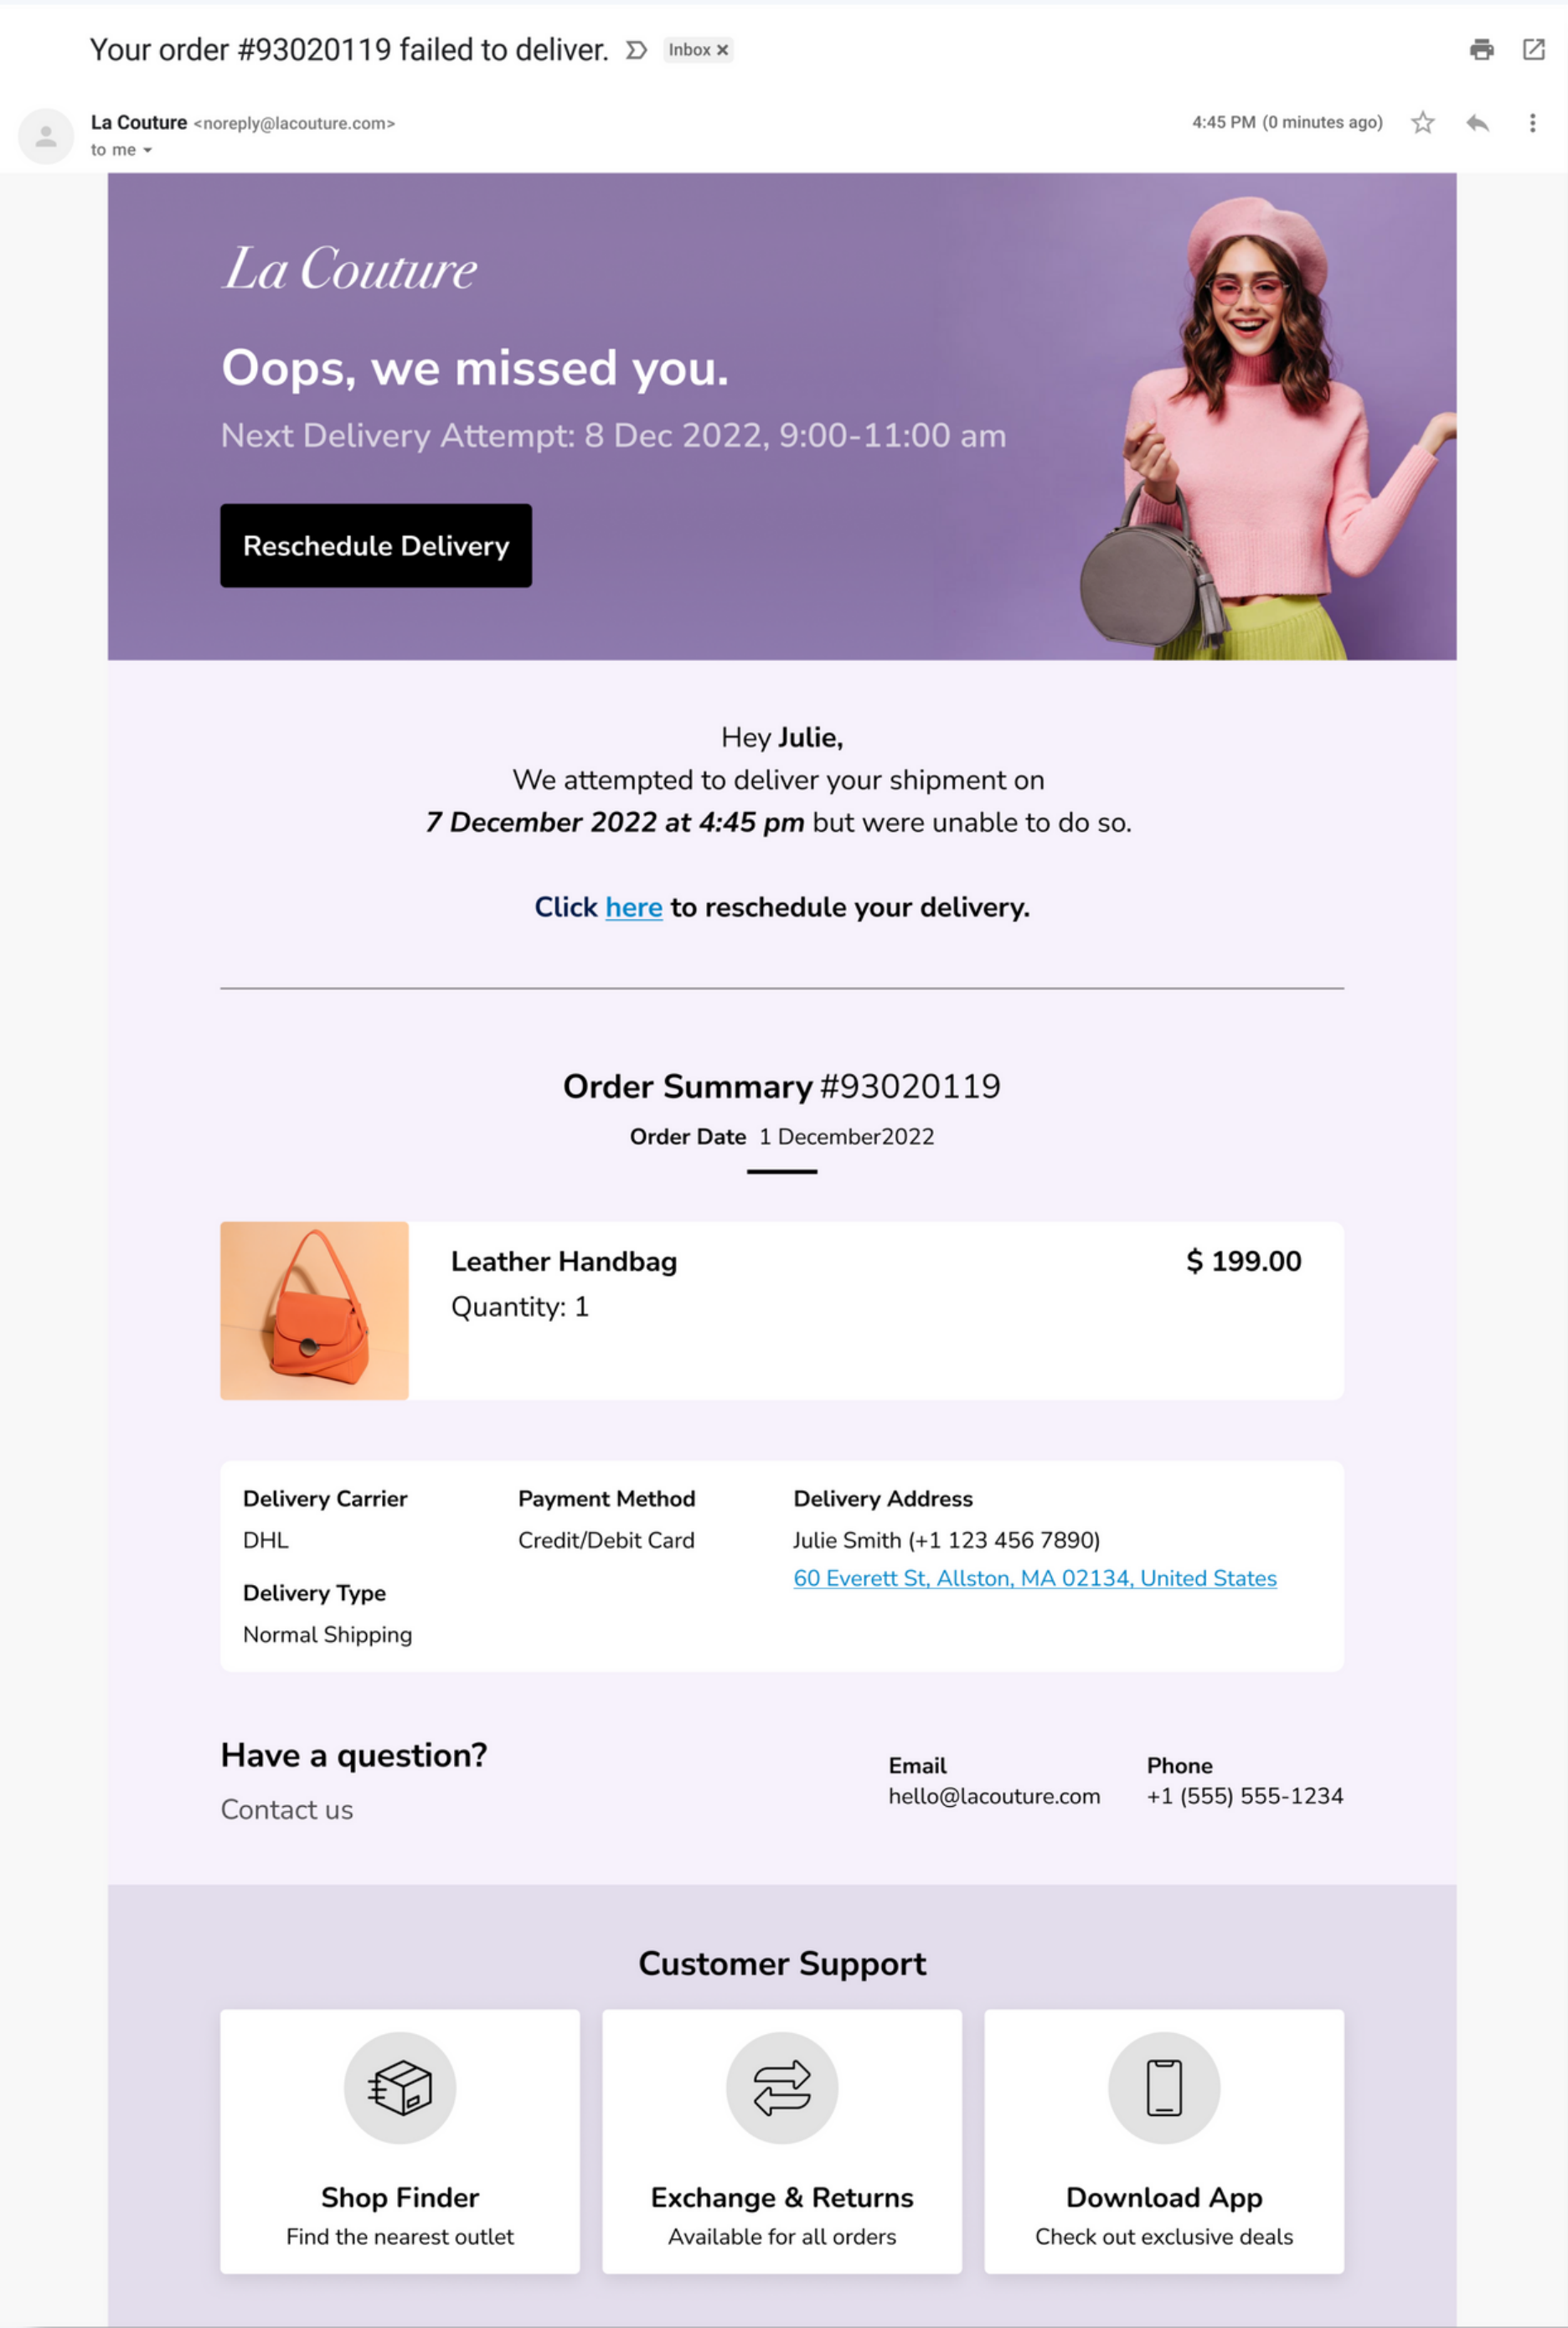 Your order #93020119 failed to deliver. Inbox ×
La Couture <noreply@lacouture.com> 4:45 PM (0 minutes ago)
to me
La Couture
Oops, we missed you.
Next Delivery Attempt: 8 Dec 2022, 9:00-11:00 am
Reschedule Delivery
Hey Julie,
We attempted to deliver your shipment on
7 December 2022 at 4:45 pm but were unable to do so.
Click here to reschedule your delivery.
Order Summary #93020119
Order Date 1 December2022
Leather Handbag $ 199.00
Quantity: 1
Delivery Carrier
DHL
Delivery Type
Normal Shipping
Payment Method
Credit/Debit Card
Delivery Address
Julie Smith (+1 123 456 7890)
60 Everett St, Allston, MA 02134, United States
Have a question?
Contact us
Email
hello@lacouture.com
Phone
+1 (555) 555-1234
Customer Support
Shop Finder
Find the nearest outlet
Exchange & Returns
Available for all orders
Download App
Check out exclusive deals